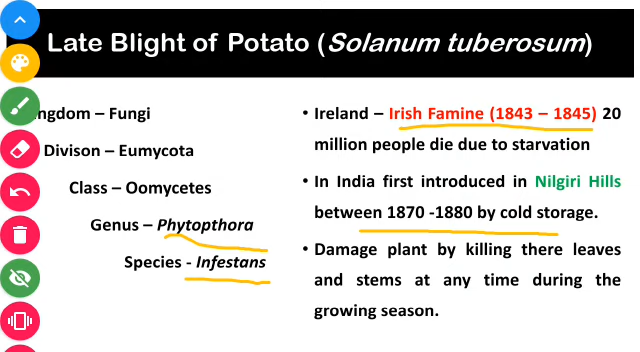 Late Blight of Potato (Solanum tuberosum)
ngdom – Fungi
Divison – Eumycota
Class – Oomycetes
Genus – Phytopthora
Species - Infestans
• Ireland – Irish Famine (1843 – 1845) 20
million people die due to starvation
• In India first introduced in Nilgiri Hills
between 1870 -1880 by cold storage.
• Damage plant by killing there leaves
and stems at any time during the
growing season.